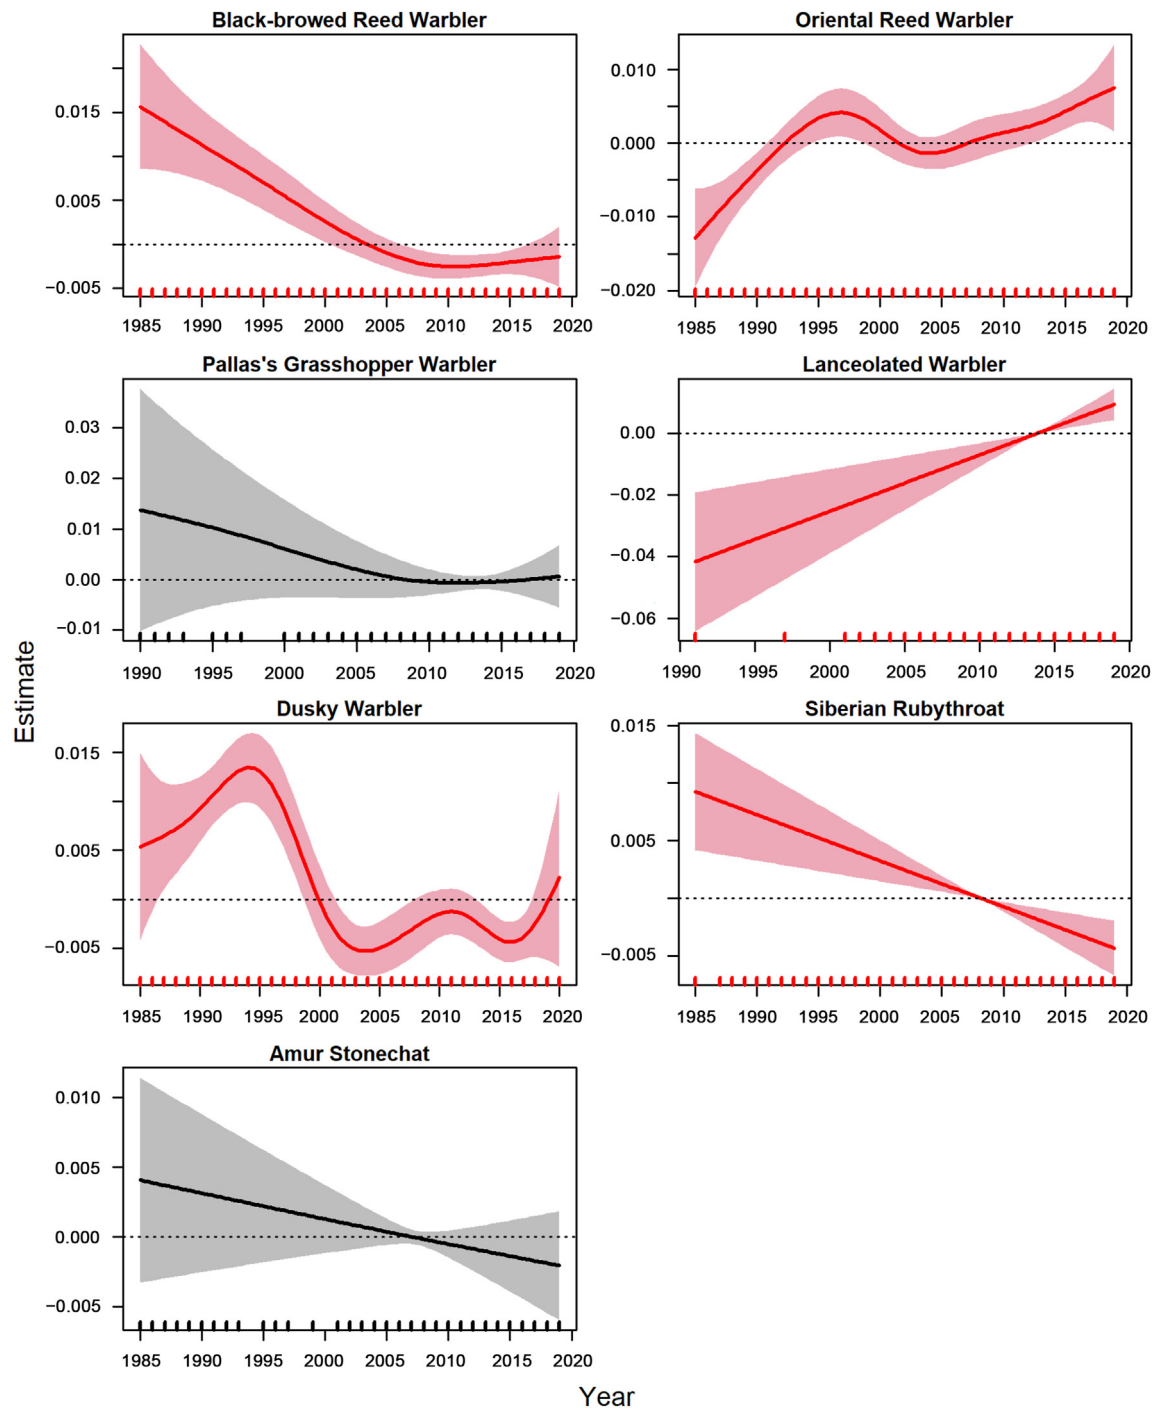 Black-browed Reed Warbler
0.015
0.005
−0.005
1985 1990 1995 2000 2005 2010 2015 2020
Oriental Reed Warbler
0.010
0.000
−0.010
−0.020
1985 1990 1995 2000 2005 2010 2015 2020
Pallas's Grasshopper Warbler
0.03
0.02
0.01
0.00
−0.01
1990 1995 2000 2005 2010 2015 2020
Lanceolated Warbler
0.00
−0.02
−0.04
−0.06
1990 1995 2000 2005 2010 2015 2020
Estimate
Dusky Warbler
0.015
0.005
−0.005
1985 1990 1995 2000 2005 2010 2015 2020
Siberian Rubythroat
0.015
0.005
−0.005
1985 1990 1995 2000 2005 2010 2015 2020
Amur Stonechat
0.010
0.005
0.000
−0.005
1985 1990 1995 2000 2005 2010 2015 2020
Year